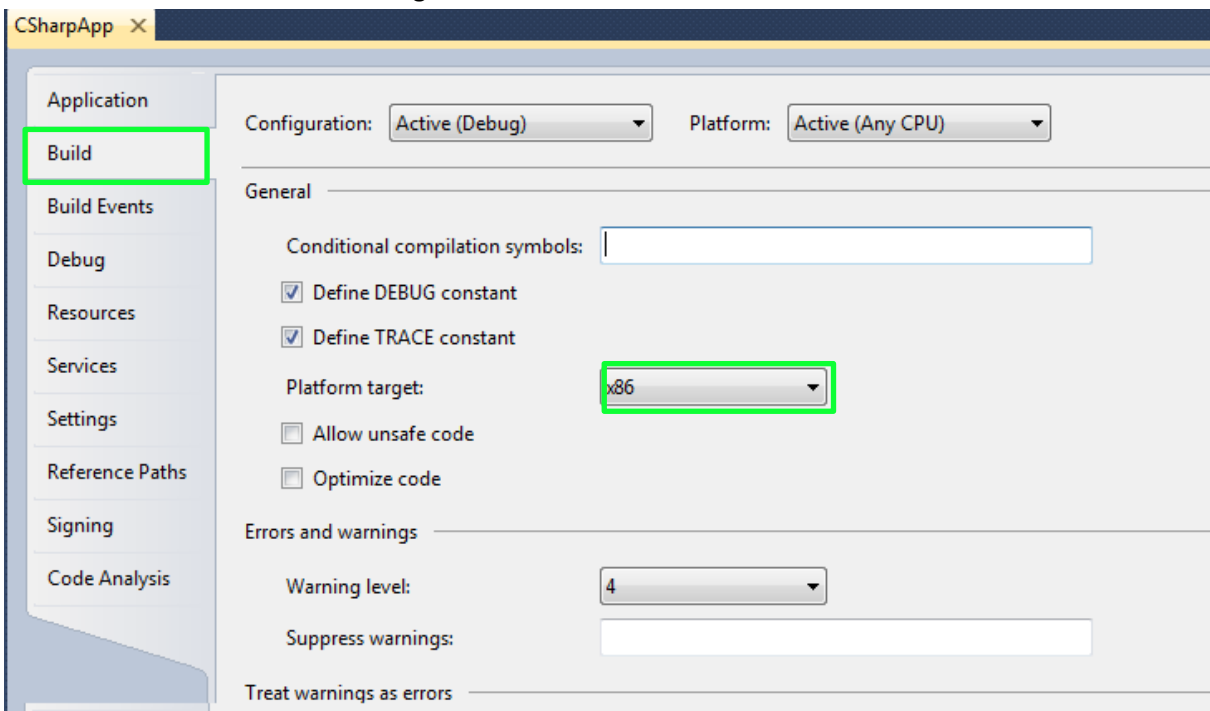 CSharpApp
Application
Build
Build Events
Debug
Resources
Services
Settings
Reference Paths
Signing
Code Analysis
Configuration: Active (Debug) Platform: Active (Any CPU)
General
Conditional compilation symbols:
Define DEBUG constant
Define TRACE constant
Platform target: x86
Allow unsafe code
Optimize code
Errors and warnings
Warning level: 4
Suppress warnings:
Treat warnings as errors